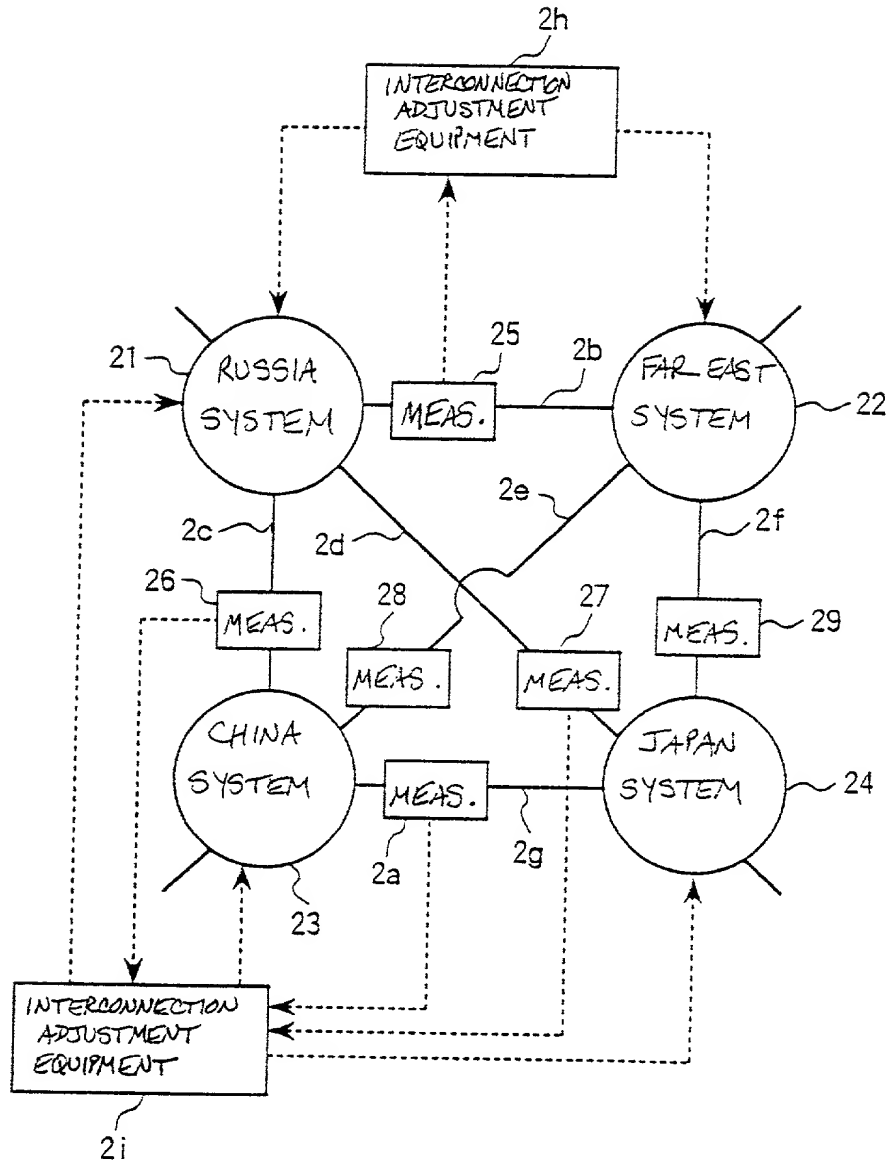 2h
INTERCONNECTION
ADJUSTMENT
EQUIPMENT
21
RUSSIA
SYSTEM
25
MEAS.
2b
FAR EAST
SYSTEM
22
2c
2d
2e
2f
26
MEAS.
28
MEAS.
27
MEAS.
MEAS.
29
CHINA
SYSTEM
23
MEAS.
2a
2g
JAPAN
SYSTEM
24
INTERCONNECTION
ADJUSTMENT
EQUIPMENT
2i